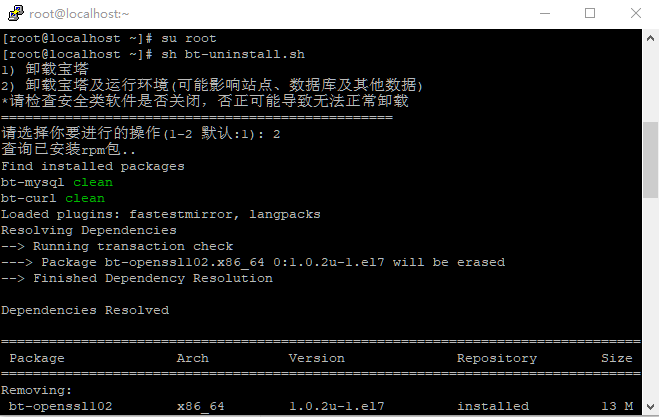 root@localhost:~
[root@localhost ~]# su root
[root@localhost ~]# sh bt-uninstall.sh
1) 卸载宝塔
2) 卸载宝塔及运行环境(可能影响站点、数据库及其他数据)
*请检查安全类软件是否关闭，否正可能导致无法正常卸载
=================================================
请选择你要进行的操作(1-2 默认:1): 2
查询已安装rpm包..
Find installed packages
bt-mysql clean
bt-curl clean
Loaded plugins: fastestmirror, langpacks
Resolving Dependencies
--> Running transaction check
---> Package bt-openssl102.x86_64 0:1.0.2u-1.el7 will be erased
--> Finished Dependency Resolution
Dependencies Resolved
================================================================================
Package Arch Version Repository Size
================================================================================
Removing:
bt-openssl102 x86_64 1.0.2u-1.el7 installed 13 M